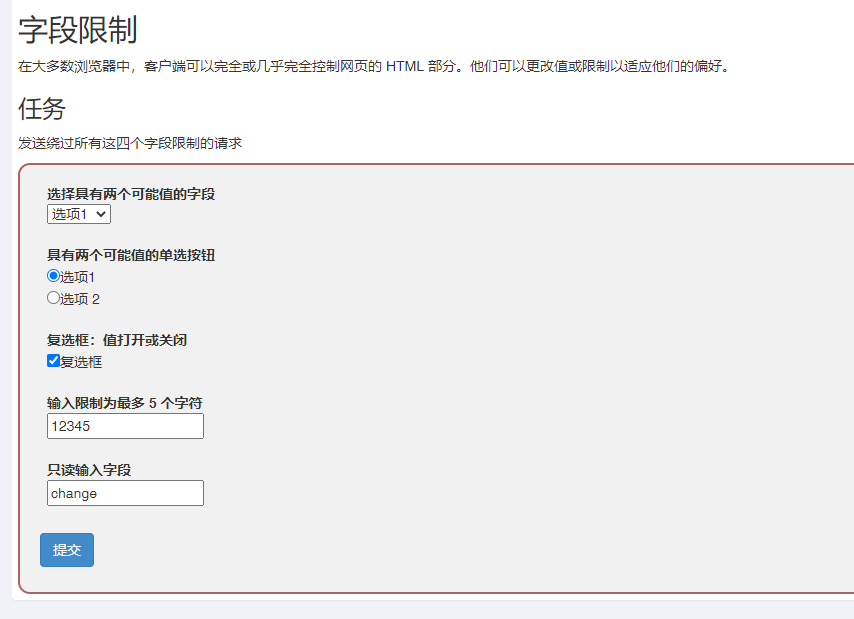 字段限制
在大多数浏览器中，客户端可以完全或几乎完全控制网页的 HTML 部分。他们可以更改值或限制以适应他们的偏好。
任务
发送绕过所有这四个字段限制的请求
选择具有两个可能值的字段
选项1
具有两个可能值的单选按钮
选项1
选项 2
复选框：值打开或关闭
复选框
输入限制为最多 5 个字符
12345
只读输入字段
change
提交